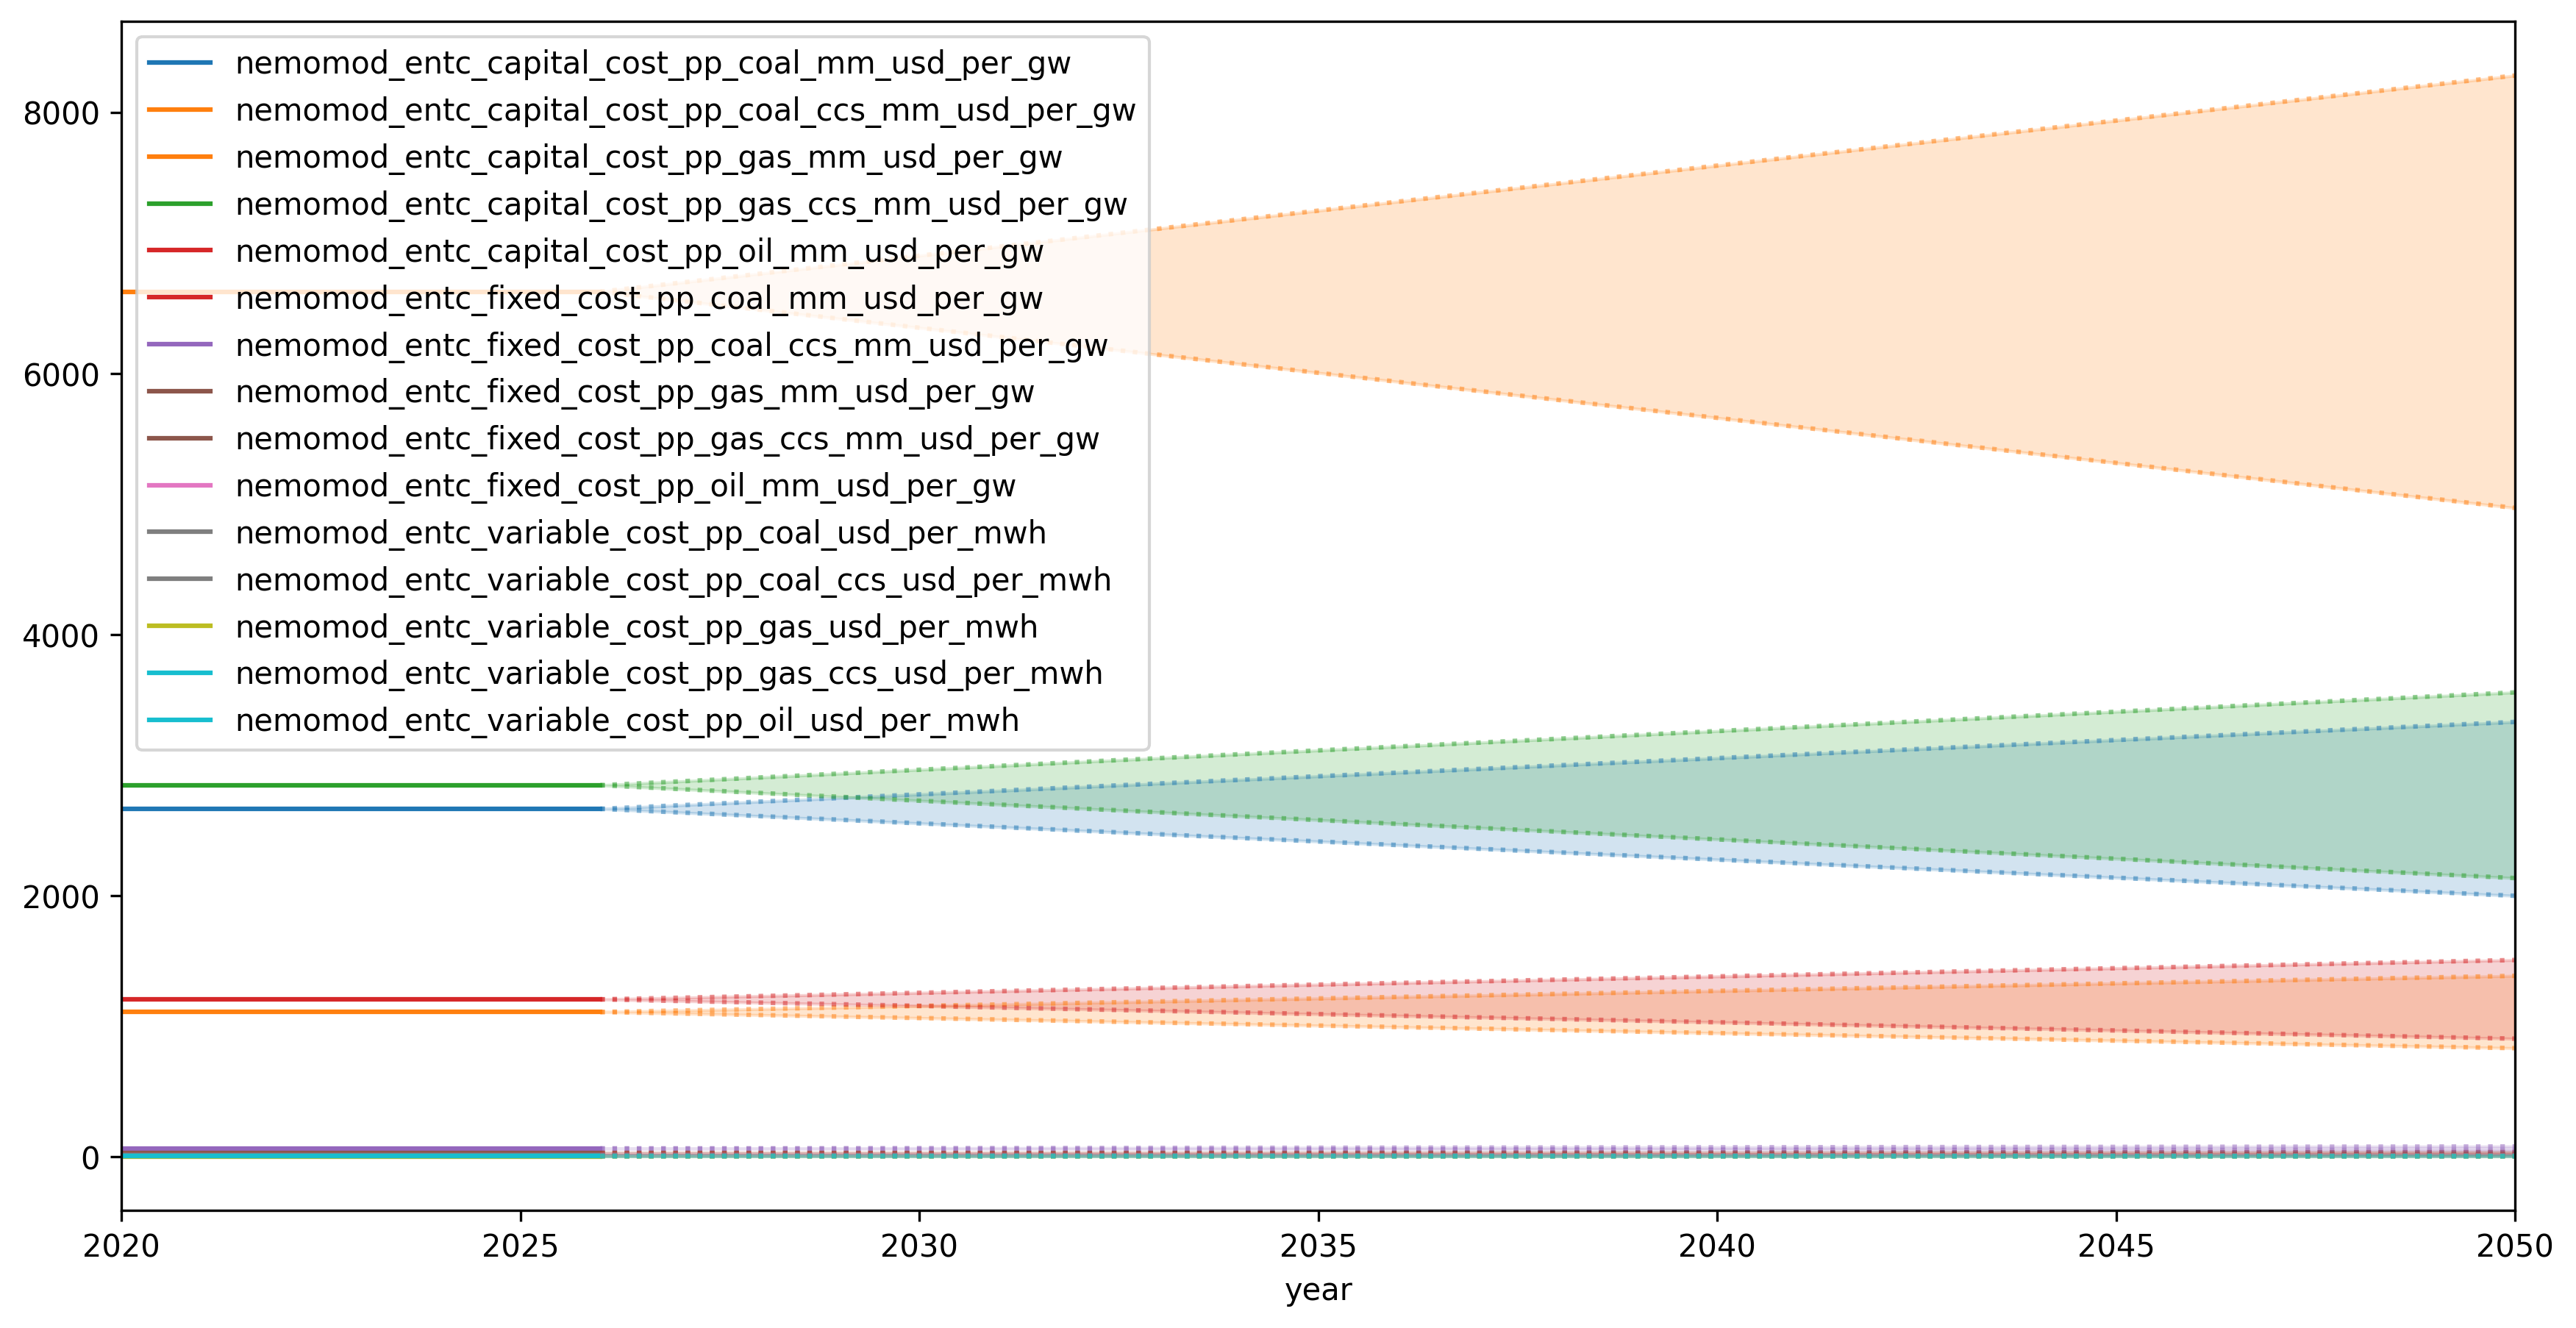 nemomod_entc_capital_cost_pp_coal_mm_usd_per_gw
nemomod_entc_capital_cost_pp_coal_ccs_mm_usd_per_gw
nemomod_entc_capital_cost_pp_gas_mm_usd_per_gw
nemomod_entc_capital_cost_pp_gas_ccs_mm_usd_per_gw
nemomod_entc_capital_cost_pp_oil_mm_usd_per_gw
nemomod_entc_fixed_cost_pp_coal_mm_usd_per_gw
nemomod_entc_fixed_cost_pp_coal_ccs_mm_usd_per_gw
nemomod_entc_fixed_cost_pp_gas_mm_usd_per_gw
nemomod_entc_fixed_cost_pp_gas_ccs_mm_usd_per_gw
nemomod_entc_fixed_cost_pp_oil_mm_usd_per_gw
nemomod_entc_variable_cost_pp_coal_usd_per_mwh
nemomod_entc_variable_cost_pp_coal_ccs_usd_per_mwh
nemomod_entc_variable_cost_pp_gas_usd_per_mwh
nemomod_entc_variable_cost_pp_gas_ccs_usd_per_mwh
nemomod_entc_variable_cost_pp_oil_usd_per_mwh
8000
6000
4000
2000
0
2020 2025 2030 2035 2040 2045 2050
year